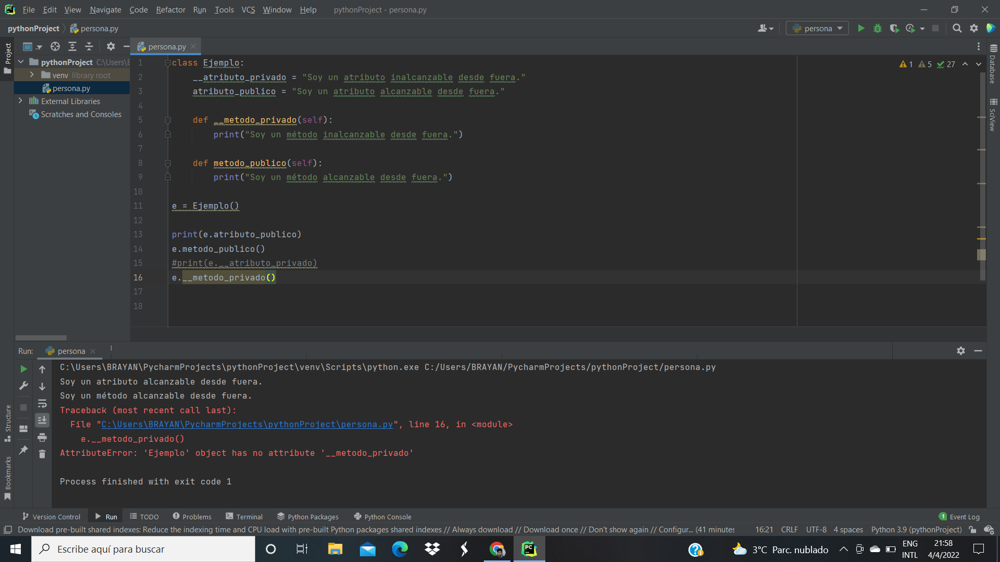 File Edit View Navigate Code Refactor Run Tools VCS Window Help pythonProject - persona.py
pythonProject persona.py persona
Project
persona.py
pythonProject C:\Users\
venv library root
persona.py
External Libraries
Scratches and Consoles
1 class Ejemplo:
2 __atributo_privado = "Soy un atributo inalcanzable desde fuera."
3 atributo_publico = "Soy un atributo alcanzable desde fuera."
4
5 def __metodo_privado(self):
6 print("Soy un método inalcanzable desde fuera.")
7
8 def metodo_publico(self):
9 print("Soy un método alcanzable desde fuera.")
10
11 e = Ejemplo()
12
13 print(e.atributo_publico)
14 e.metodo_publico()
15 #print(e.__atributo_privado)
16 e.__metodo_privado()
17
18
1 5 27
Database
SciView
Run: persona
C:\Users\BRAYAN\PycharmProjects\pythonProject\venv\Scripts\python.exe C:/Users/BRAYAN/PycharmProjects/pythonProject/persona.py
Soy un atributo alcanzable desde fuera.
Soy un método alcanzable desde fuera.
Traceback (most recent call last):
File "C:\Users\BRAYAN\PycharmProjects\pythonProject\persona.py", line 16, in <module>
e.__metodo_privado()
AttributeError: 'Ejemplo' object has no attribute '__metodo_privado'
Process finished with exit code 1
Structure
Bookmarks
Version Control Run TODO Problems Terminal Python Packages Python Console 1 Event Log
Download pre-built shared indexes: Reduce the indexing time and CPU load with pre-built Python packages shared indexes // Always download // Download once // Don't show again // Configur... (41 minutes 16:21 CRLF UTF-8 4 spaces Python 3.9 (pythonProject)
Escribe aquí para buscar
3°C Parc. nublado
ENG
INTL
21:58
4/4/2022